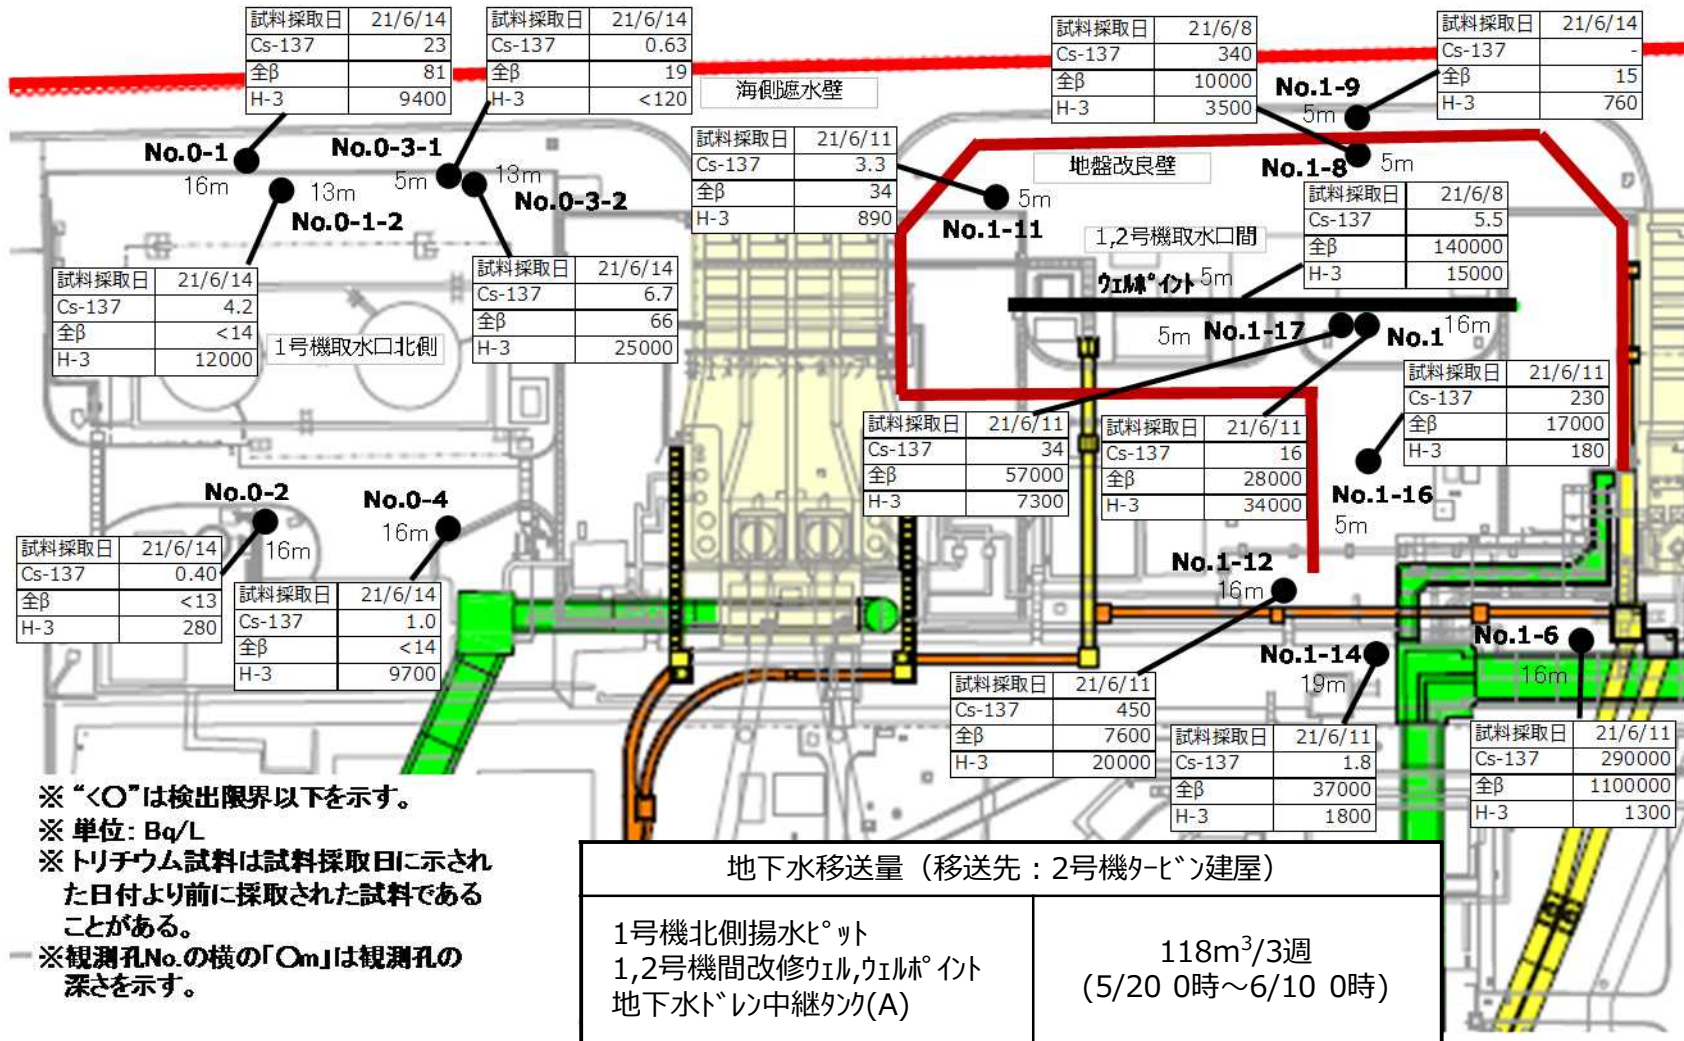 試料採取日 21/6/14
Cs-137 23
全β 81
H-3 9400
試料採取日 21/6/14
Cs-137 0.63
全β 19
H-3 <120
海側遮水壁
試料採取日 21/6/8
Cs-137 340
全β 10000
H-3 3500
試料採取日 21/6/14
Cs-137 -
全β 15
H-3 760
No.0-1
16m
No.0-3-1
5m
13m
No.0-1-2
13m
No.0-3-2
試料採取日 21/6/11
Cs-137 3.3
全β 34
H-3 890
5m
No.1-11
地盤改良壁
No.1-9
5m
No.1-8
5m
試料採取日 21/6/8
Cs-137 5.5
全β 140000
H-3 15000
1,2号機取水口間
ウェルポイント 5m
試料採取日 21/6/14
Cs-137 4.2
全β <14
H-3 12000
1号機取水口北側
試料採取日 21/6/14
Cs-137 6.7
全β 66
H-3 25000
5m No.1-17
No.1
16m
試料採取日 21/6/11
Cs-137 34
全β 57000
H-3 7300
試料採取日 21/6/11
Cs-137 16
全β 28000
H-3 34000
試料採取日 21/6/11
Cs-137 230
全β 17000
H-3 180
No.1-16
5m
No.0-2
16m
No.0-4
16m
試料採取日 21/6/14
Cs-137 0.40
全β <13
H-3 280
試料採取日 21/6/14
Cs-137 1.0
全β <14
H-3 9700
No.1-12
16m
No.1-14
19m
No.1-6
16m
試料採取日 21/6/11
Cs-137 450
全β 7600
H-3 20000
試料採取日 21/6/11
Cs-137 1.8
全β 37000
H-3 1800
試料採取日 21/6/11
Cs-137 290000
全β 1100000
H-3 1300
※ “<〇”は検出限界以下を示す。
※ 単位: Bq/L
※トリチウム試料は試料採取日に示され
た日付より前に採取された試料である
ことがある。
※観測孔No.の横の「〇m」は観測孔の
深さを示す。
地下水移送量（移送先：2号機タービン建屋）
1号機北側揚水ピット
1,2号機間改修ウェル,ウェルポイント
地下水ドレン中継タンク(A)
118m³/3週
(5/20 0時～6/10 0時)